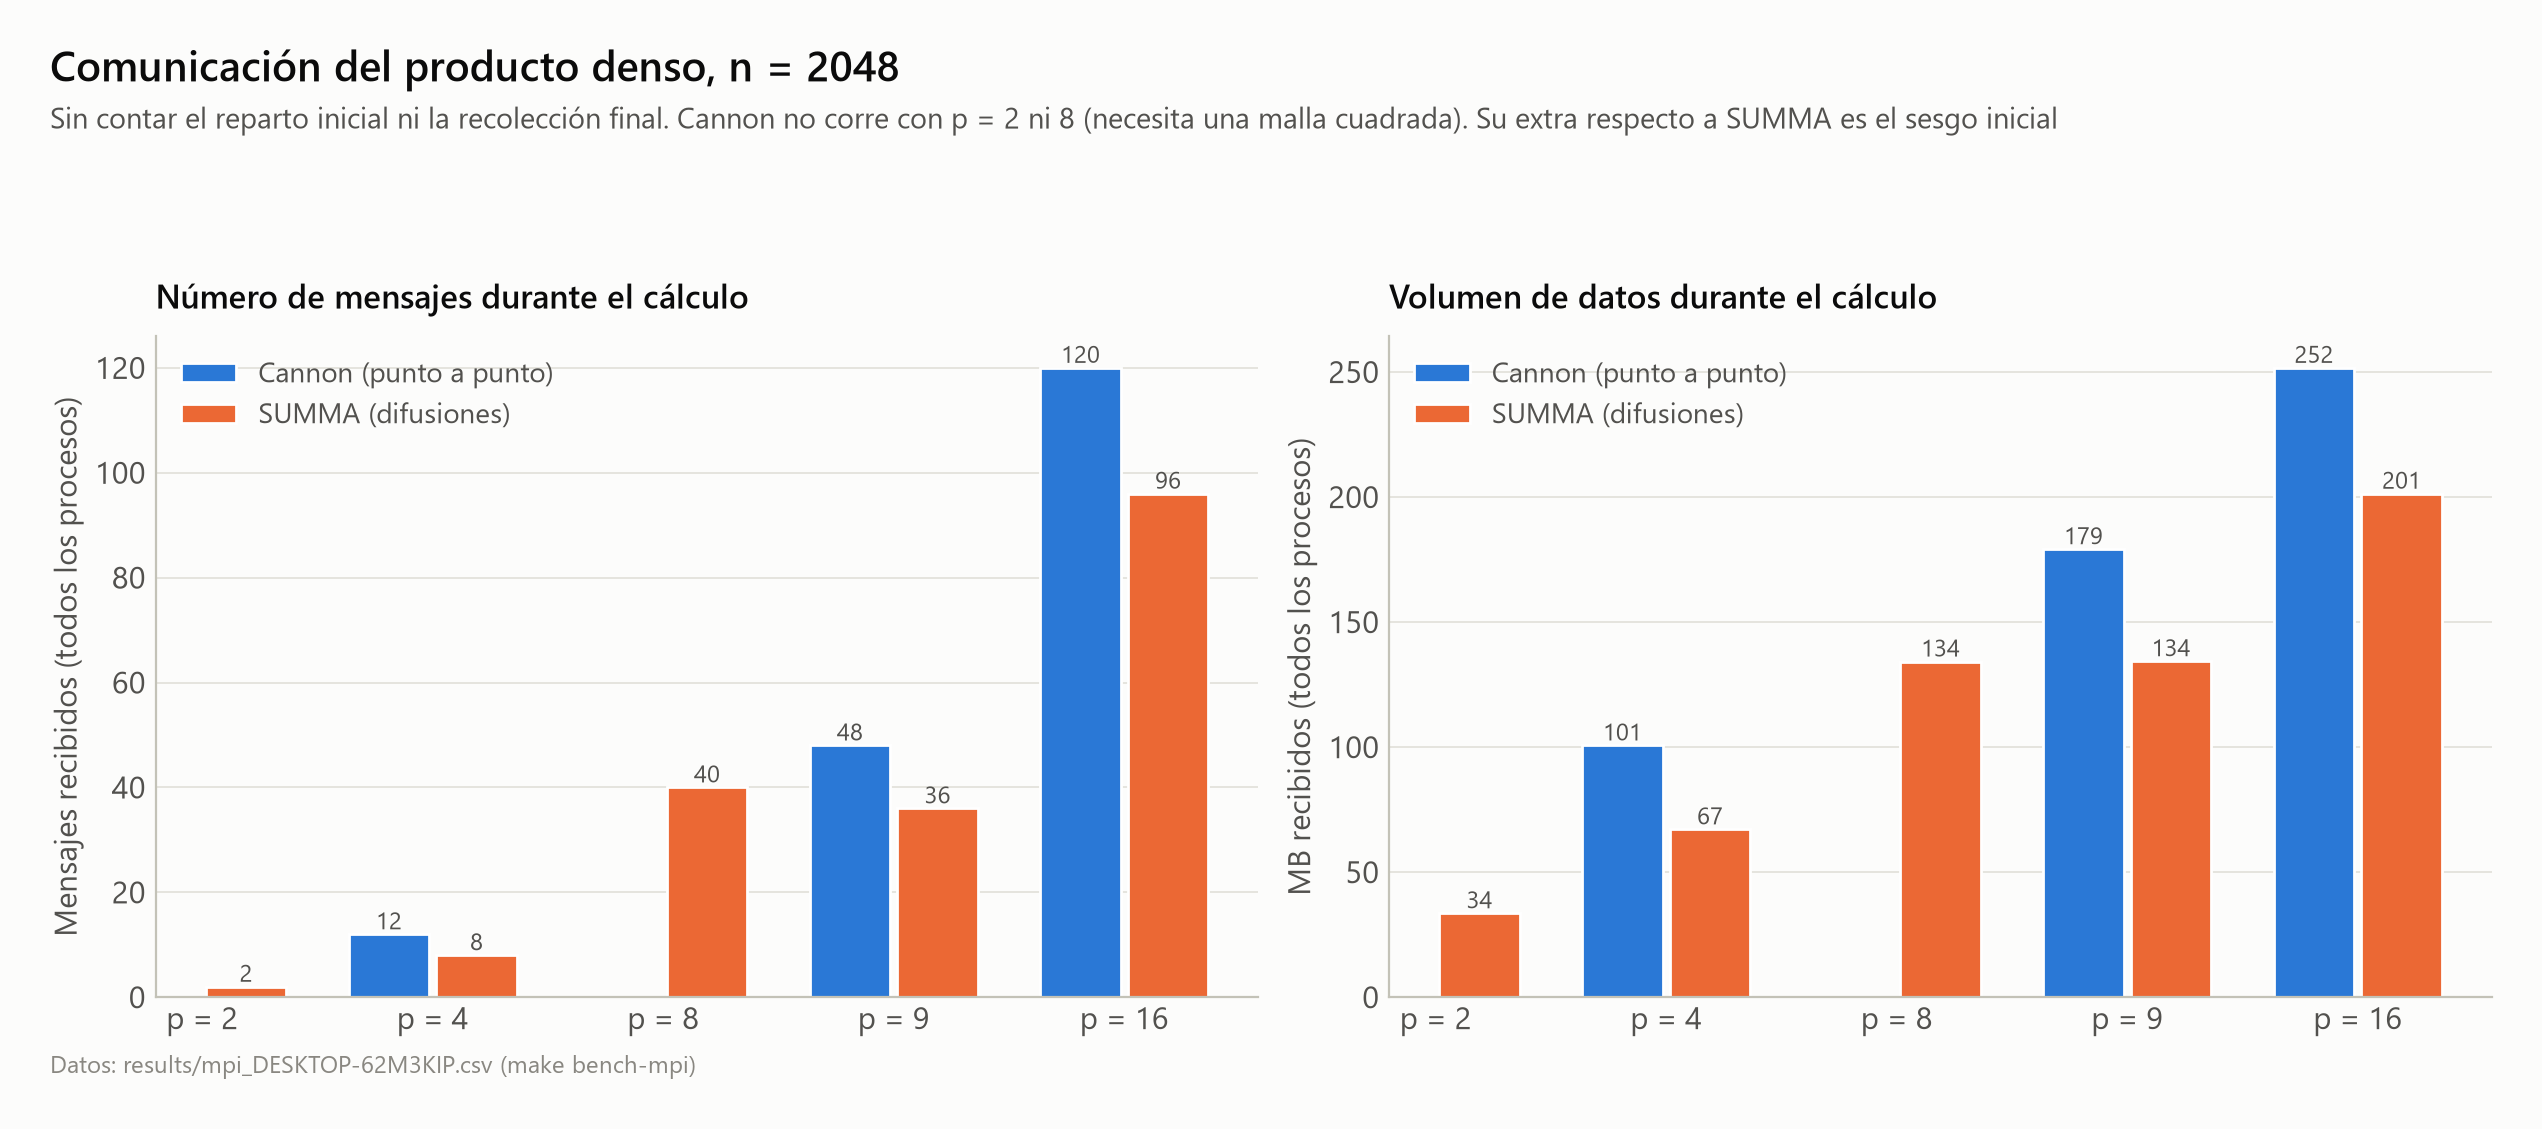 Comunicación del producto denso, n = 2048
Sin contar el reparto inicial ni la recolección final. Cannon no corre con p = 2 ni 8 (necesita una malla cuadrada). Su extra respecto a SUMMA es el sesgo inicial
Número de mensajes durante el cálculo
Mensajes recibidos (todos los procesos)
120
100
80
60
40
20
0
Cannon (punto a punto)
SUMMA (difusiones)
2
12
8
40
48
36
120
96
p = 2
p = 4
p = 8
p = 9
p = 16
Volumen de datos durante el cálculo
MB recibidos (todos los procesos)
250
200
150
100
50
0
Cannon (punto a punto)
SUMMA (difusiones)
34
101
67
134
179
134
252
201
p = 2
p = 4
p = 8
p = 9
p = 16
Datos: results/mpi_DESKTOP-62M3KIP.csv (make bench-mpi)